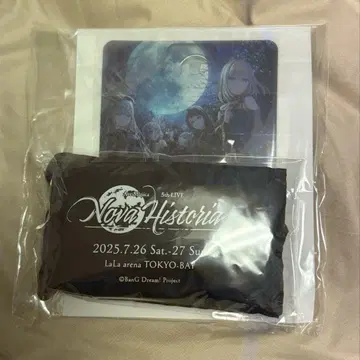 5th LIVE
Nova Historia
2025.7.26 Sat.-27 Sun
LaLa arena TOKYO-BAY
©BanG Dream! Project